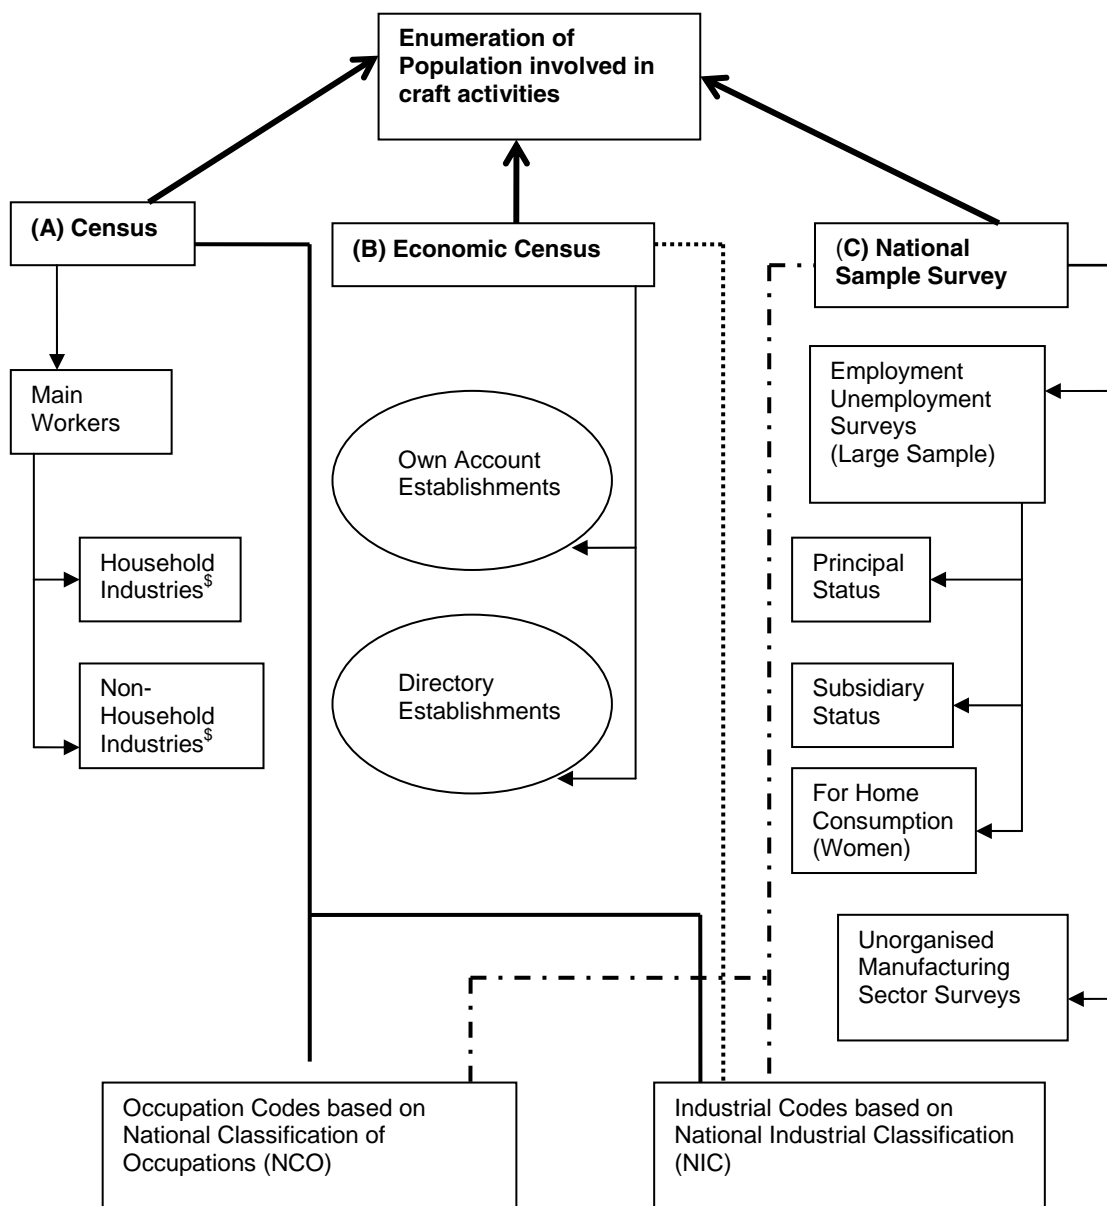 Enumeration of
Population involved in
craft activities
(A) Census
(B) Economic Census
(C) National
Sample Survey
Main
Workers
Employment
Unemployment
Surveys
(Large Sample)
Own Account
Establishments
Household
Industries$
Principal
Status
Non-
Household
Industries$
Directory
Establishments
Subsidiary
Status
For Home
Consumption
(Women)
Unorganised
Manufacturing
Sector Surveys
Occupation Codes based on
National Classification of
Occupations (NCO)
Industrial Codes based on
National Industrial Classification
(NIC)